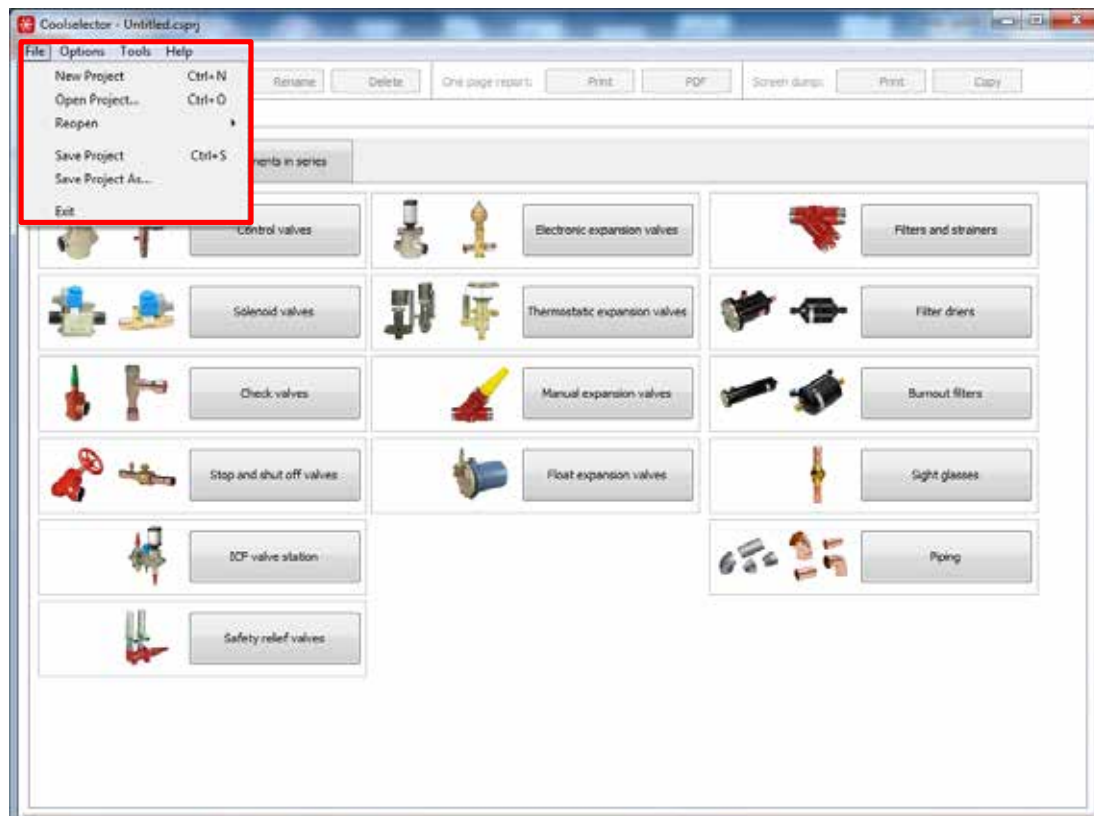 Coolselector - Untitled.csprj
File Options Tools Help
New Project Ctrl+N
Open Project... Ctrl+O
Reopen
Save Project Ctrl+S
Save Project As...
Exit
Rename Delete One page report: Print PDF Screen dump: Print Copy
nents in series
Control valves Electronic expansion valves Filters and strainers
Solenoid valves Thermostatic expansion valves Filter driers
Check valves Manual expansion valves Burnout filters
Stop and shut off valves Float expansion valves Sight glasses
ICF valve station Piping
Safety relief valves